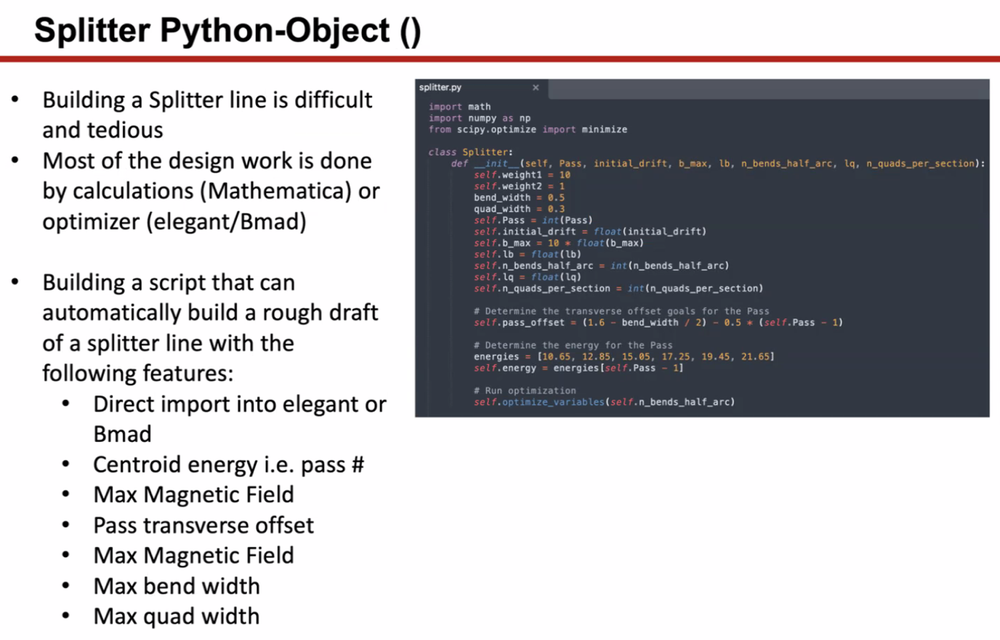 Splitter Python-Object ()
• Building a Splitter line is difficult
and tedious
• Most of the design work is done
by calculations (Mathematica) or
optimizer (elegant/Bmad)
• Building a script that can
automatically build a rough draft
of a splitter line with the
following features:
• Direct import into elegant or
Bmad
• Centroid energy i.e. pass #
• Max Magnetic Field
• Pass transverse offset
• Max Magnetic Field
• Max bend width
• Max quad width
splitter.py ×
import math
import numpy as np
from scipy.optimize import minimize
class Splitter:
def __init__(self, Pass, initial_drift, b_max, lb, n_bends_half_arc, lq, n_quads_per_section):
self.weight1 = 10
self.weight2 = 1
bend_width = 0.5
quad_width = 0.3
self.Pass = int(Pass)
self.initial_drift = float(initial_drift)
self.b_max = 10 * float(b_max)
self.lb = float(lb)
self.n_bends_half_arc = int(n_bends_half_arc)
self.lq = float(lq)
self.n_quads_per_section = int(n_quads_per_section)
# Determine the transverse offset goals for the Pass
self.pass_offset = (1.6 - bend_width / 2) - 0.5 * (self.Pass - 1)
# Determine the energy for the Pass
energies = [10.65, 12.85, 15.05, 17.25, 19.45, 21.65]
self.energy = energies[self.Pass - 1]
# Run optimization
self.optimize_variables(self.n_bends_half_arc)